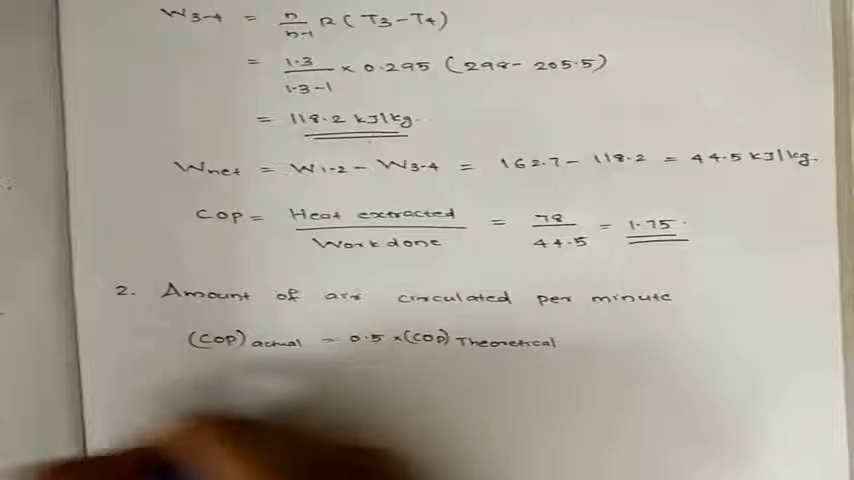 W3-4 = n/n-1 R (T3-T4)
= 1.3/1.3-1 × 0.295 (298- 205.5)
= 118.2 kJ/kg.
Wnet = W1-2 - W3-4 = 162.7- 118.2 = 44.5 kJ/kg.
COP = Heat extracted/Work done = 78/44.5 = 1.75.
2. Amount of air circulated per minute
(COP) actual = 0.5 × (COP) Theoretical